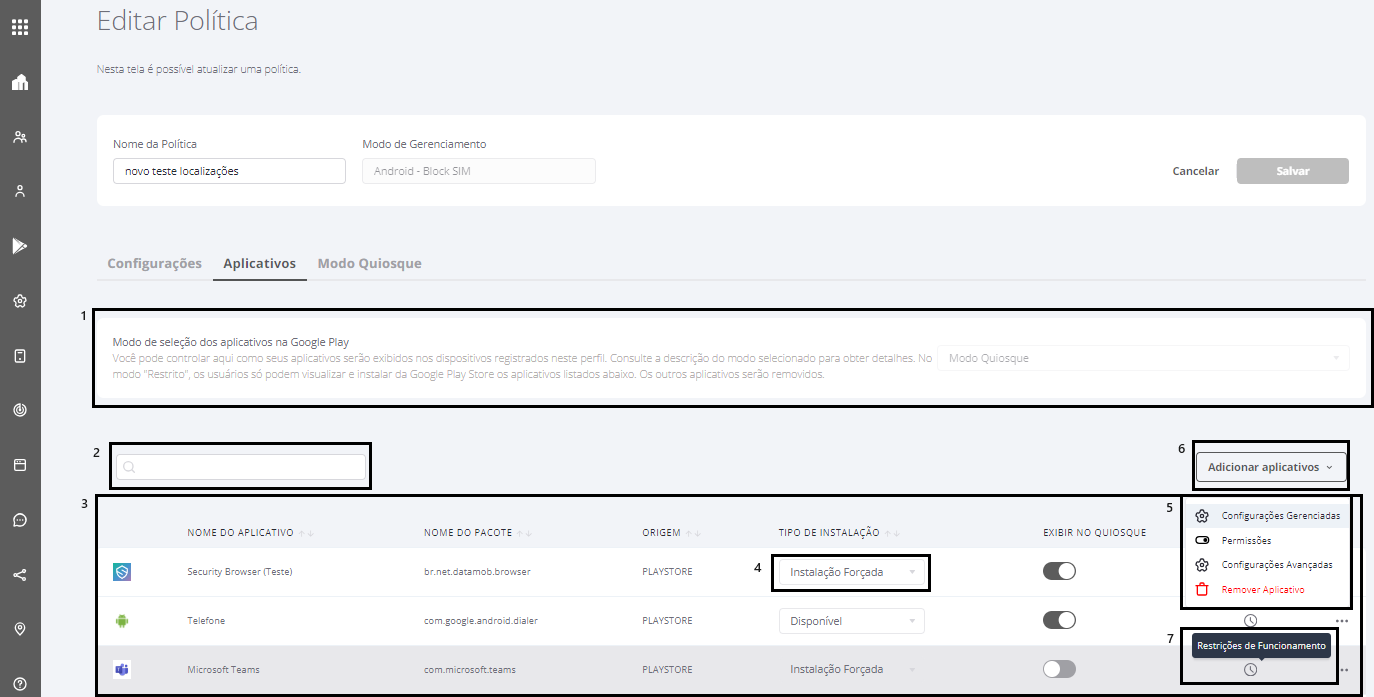 Editar Política
Nesta tela é possível atualizar uma política.
Nome da Política
Modo de Gerenciamento
novo teste localizações
Android - Block SIM
Cancelar
Salvar
Configurações
Aplicativos
Modo Quiosque
1
Modo de seleção dos aplicativos na Google Play
Você pode controlar aqui como seus aplicativos serão exibidos nos dispositivos registrados neste perfil. Consulte a descrição do modo selecionado para obter detalhes. No
modo "Restrito", os usuários só podem visualizar e instalar da Google Play Store os aplicativos listados abaixo. Os outros aplicativos serão removidos.
Modo Quiosque
2
6
Adicionar aplicativos
3
5
NOME DO APLICATIVO
NOME DO PACOTE
ORIGEM
TIPO DE INSTALAÇÃO
EXIBIR NO QUIOSQUE
Configurações Gerenciadas
Permissões
Configurações Avançadas
Remover Aplicativo
Security Browser (Teste)
br.net.datamob.browser
PLAYSTORE
4
Instalação Forçada
Telefone
com.google.android.dialer
PLAYSTORE
Disponível
7
Restrições de Funcionamento
Microsoft Teams
com.microsoft.teams
PLAYSTORE
Instalação Forçada